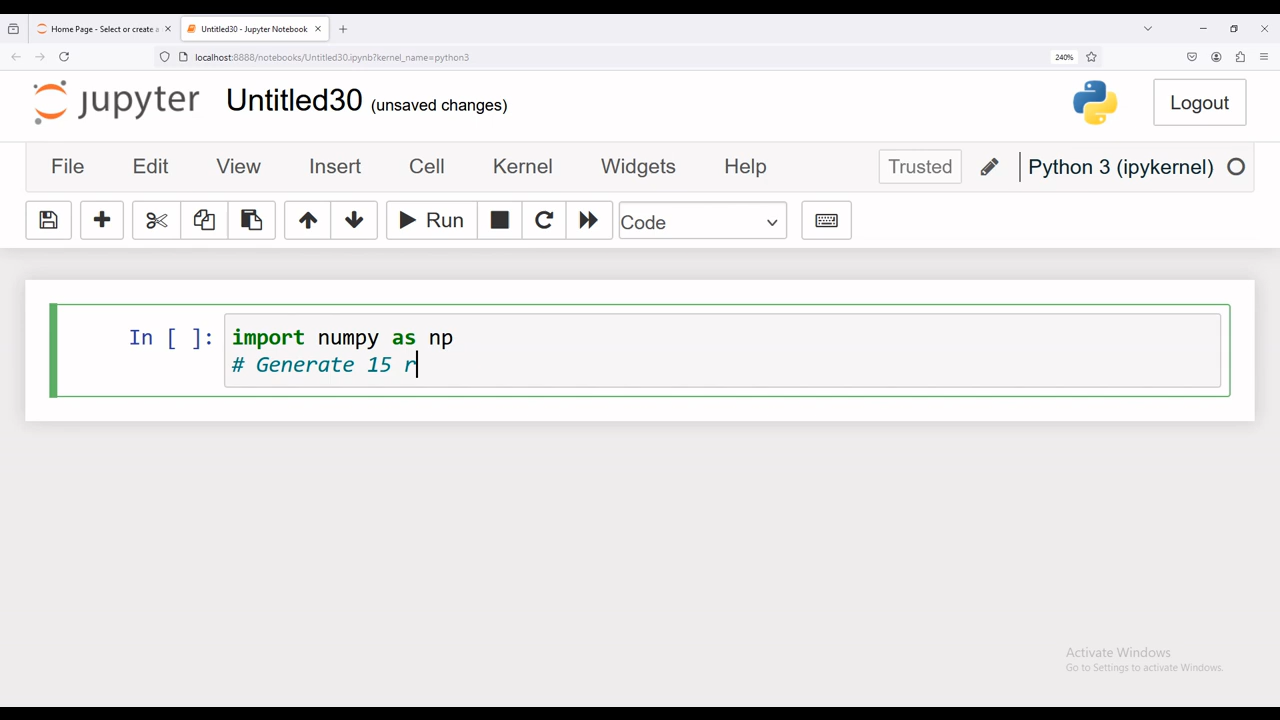 Home Page - Select or create a
Untitled30 - Jupyter Notebook
localhost:8888/notebooks/Untitled30.ipynb?kernel_name=python3
240%
jupyter Untitled30 (unsaved changes)
Logout
File Edit View Insert Cell Kernel Widgets Help
Trusted
Python 3 (ipykernel)
Run
Code
In [ ]: import numpy as np
# Generate 15 r
Activate Windows
Go to Settings to activate Windows.